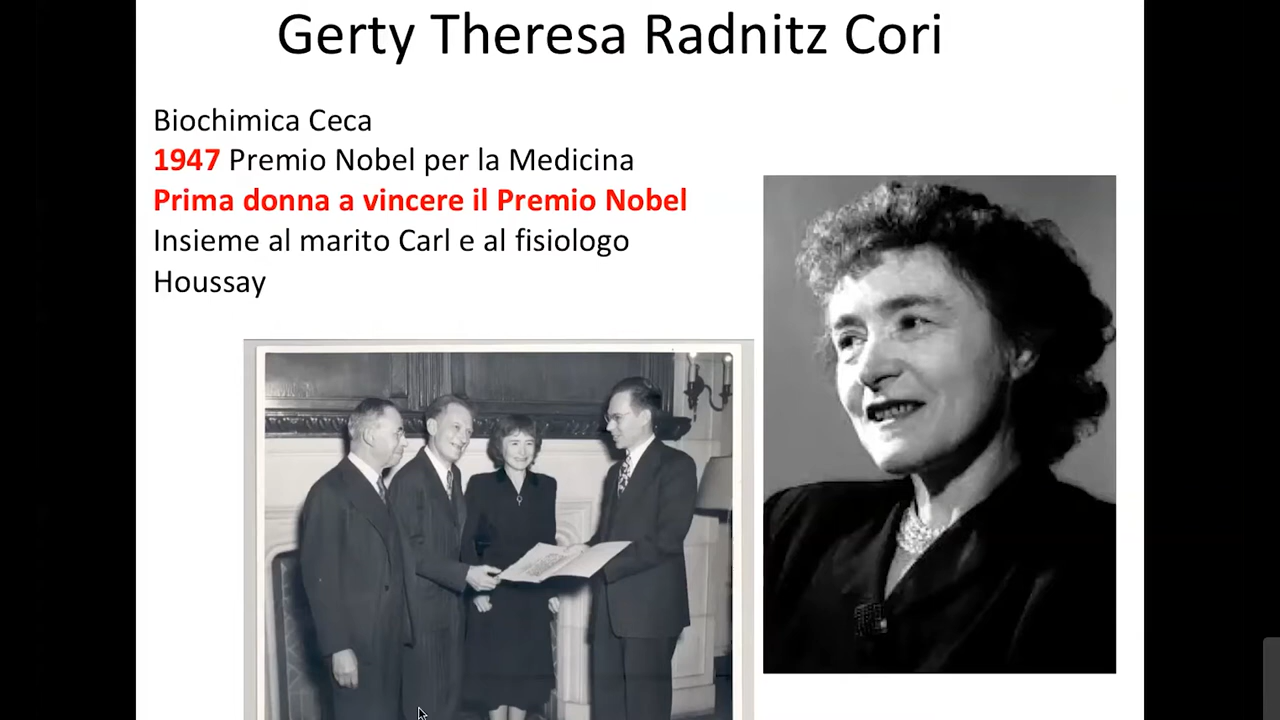 Gerty Theresa Radnitz Cori
Biochimica Ceca
1947 Premio Nobel per la Medicina
Prima donna a vincere il Premio Nobel
Insieme al marito Carl e al fisiologo
Houssay